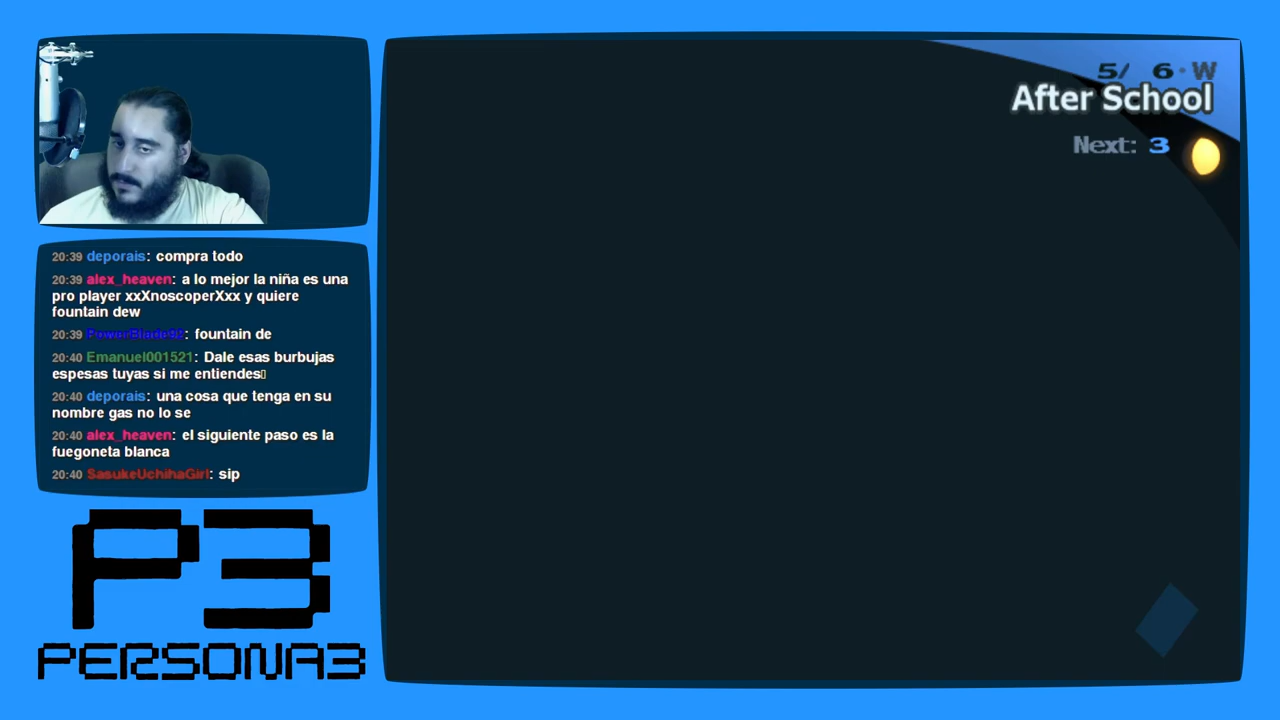 5/ 6·W
After School
Next: 3
20:39 deporais: compra todo
20:39 alex_heaven: a lo mejor la niña es una
pro player xxXnoscoperXxx y quiere
fountain dew
20:39 PowerBlade92: fountain de
20:40 Emanuel001521: Dale esas burbujas
espesas tuyas si me entiendes
20:40 deporais: una cosa que tenga en su
nombre gas no lo se
20:40 alex_heaven: el siguiente paso es la
fuegoneta blanca
20:40 SasukeUchihaGirl: sip
P3
PERSONA3